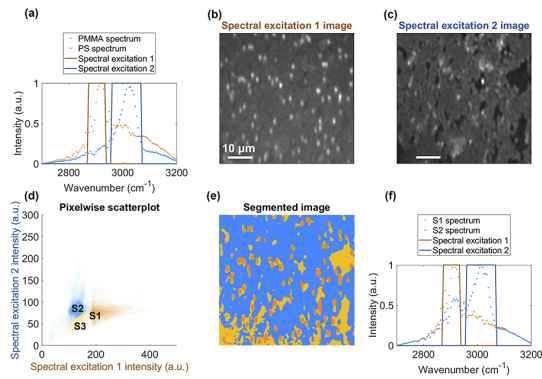 (a)
PMMA spectrum
PS spectrum
Spectral excitation 1
Spectral excitation 2
Intensity (a.u.)
1
0.5
0
2800
3000
3200
Wavenumber (cm⁻¹)
(b)
Spectral excitation 1 image
10 μm
(c)
Spectral excitation 2 image
(d)
Pixelwise scatterplot
Spectral excitation 2 intensity (a.u.)
300
250
200
150
100
50
0
S2
S1
S3
0
200
400
Spectral excitation 1 intensity (a.u.)
(e)
Segmented image
(f)
S1 spectrum
S2 spectrum
Spectral excitation 1
Spectral excitation 2
Intensity (a.u.)
1
0.5
0
2800
3000
3200
Wavenumber (cm⁻¹)